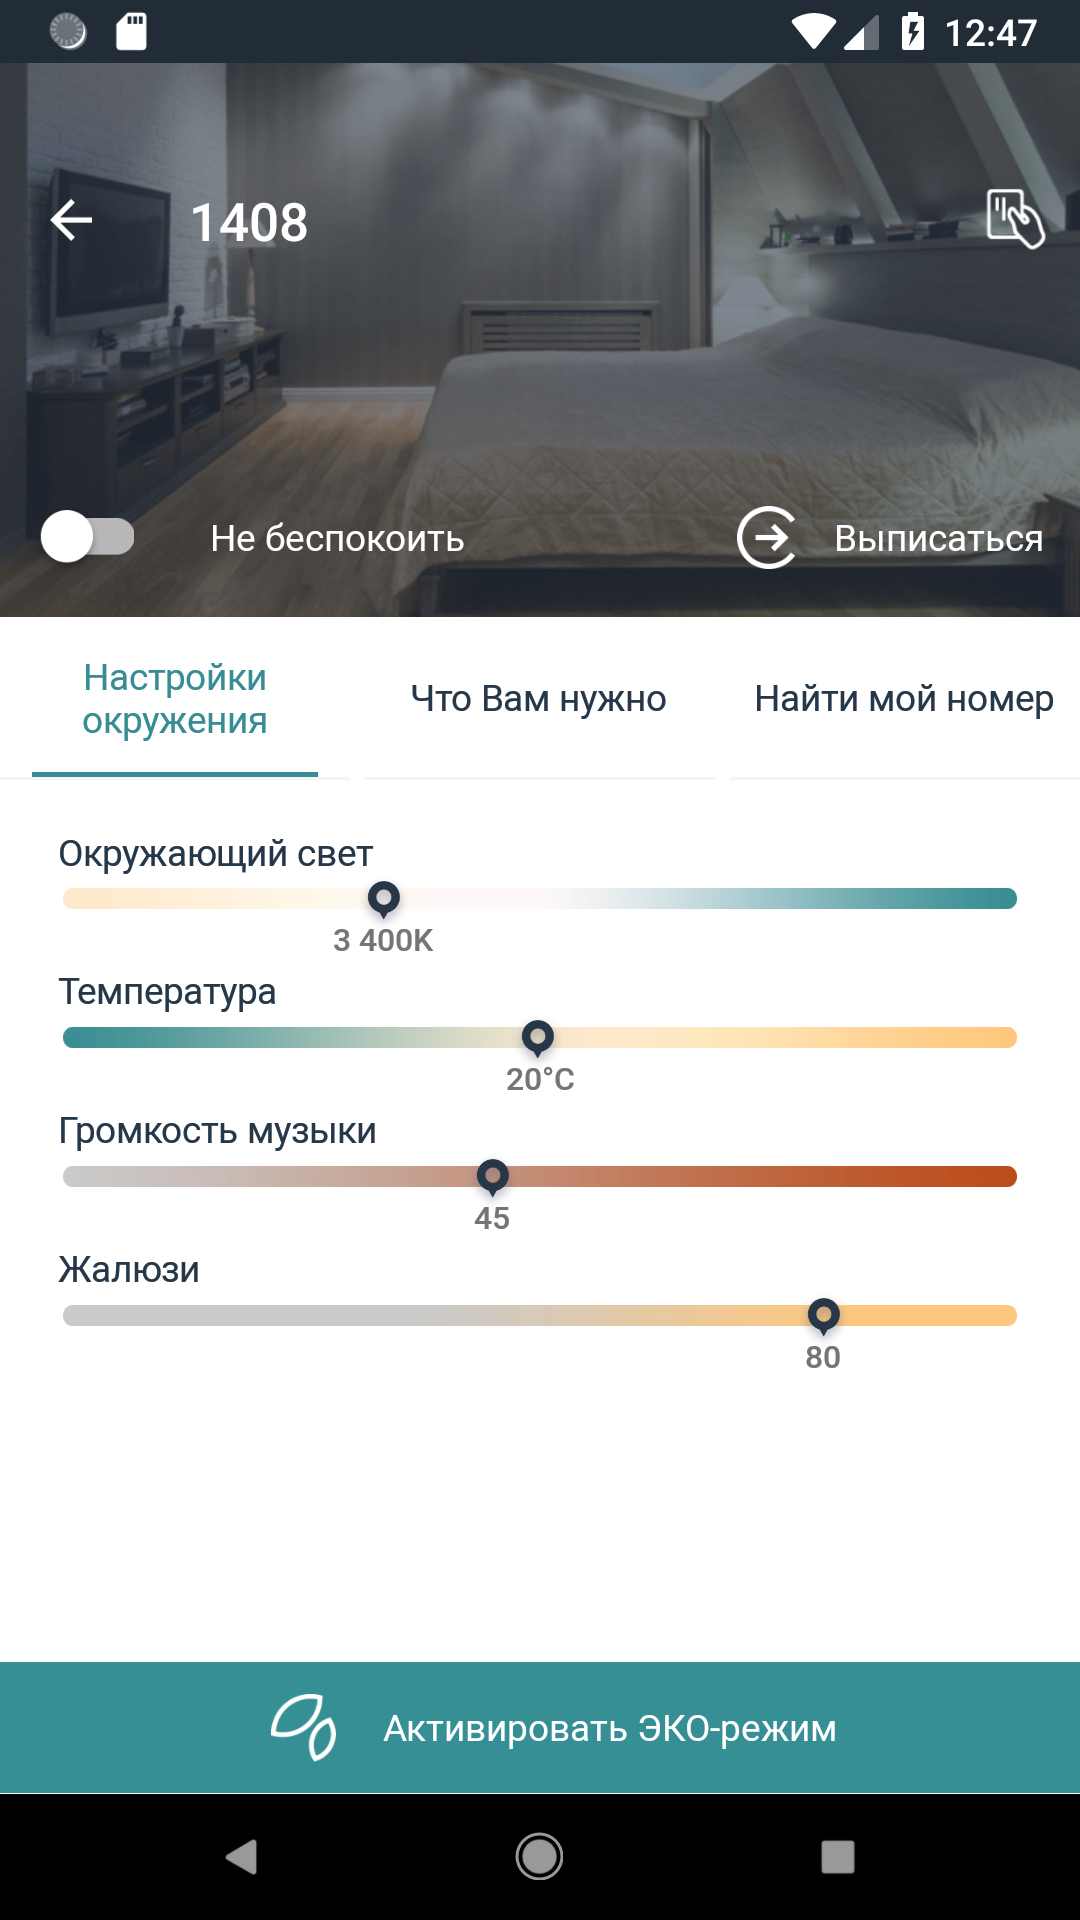 12:47
1408
Не беспокоить
Выписаться
Настройки
окружения
Что Вам нужно
Найти мой номер
Окружающий свет
3 400K
Температура
20°C
Громкость музыки
45
Жалюзи
80
Активировать ЭКО-режим